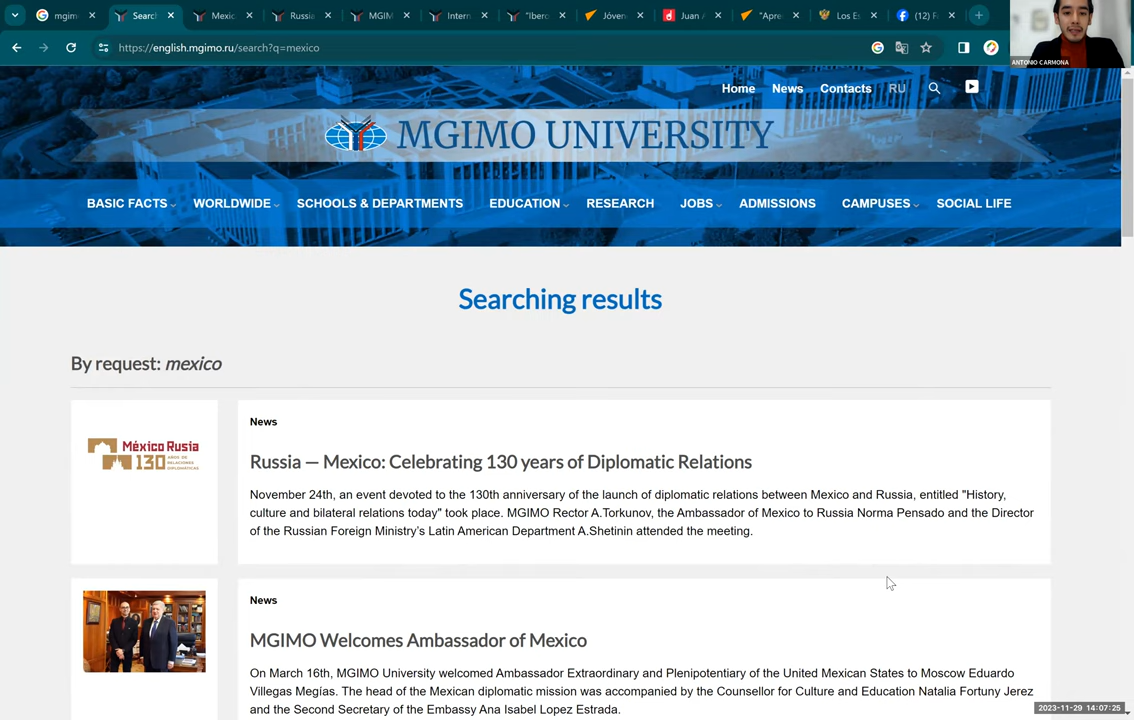 mgim
Searc
Mexic
Russia
MGIM
Intern
"Ibero
Jóven
Juan A
"Apre
Los Es
(12) F
https://english.mgimo.ru/search?q=mexico
ANTONIO CARMONA
Home News Contacts RU
MGIMO UNIVERSITY
BASIC FACTS WORLDWIDE SCHOOLS & DEPARTMENTS EDUCATION RESEARCH JOBS ADMISSIONS CAMPUSES SOCIAL LIFE
Searching results
By request: mexico
México Rusia
130 AÑOS DE
RELACIONES
DIPLOMÁTICAS
News
Russia — Mexico: Celebrating 130 years of Diplomatic Relations
November 24th, an event devoted to the 130th anniversary of the launch of diplomatic relations between Mexico and Russia, entitled "History,
culture and bilateral relations today" took place. MGIMO Rector A.Torkunov, the Ambassador of Mexico to Russia Norma Pensado and the Director
of the Russian Foreign Ministry's Latin American Department A.Shetinin attended the meeting.
News
MGIMO Welcomes Ambassador of Mexico
On March 16th, MGIMO University welcomed Ambassador Extraordinary and Plenipotentiary of the United Mexican States to Moscow Eduardo
Villegas Megías. The head of the Mexican diplomatic mission was accompanied by the Counsellor for Culture and Education Natalia Fortuny Jerez
and the Second Secretary of the Embassy Ana Isabel Lopez Estrada.
2023-11-29 14:07:25